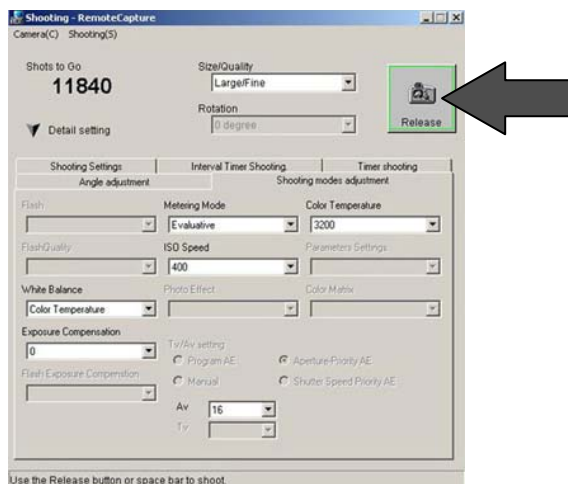 Shooting - RemoteCapture
Camera(C) Shooting(S)
Shots to Go
11840
Size/Quality
Large/Fine
Rotation
0 degree
Release
Detail setting
Shooting Settings
Interval Timer Shooting.
Timer shooting
Angle adjustment
Shooting modes adjustment
Flash
Metering Mode
Evaluative
Color Temperature
3200
FlashQuality
ISO Speed
400
Parameters Settings
White Balance
Color Temperature
Photo Effect
Color Matrix
Exposure Compensation
0
Flash Exposure Compenstion
Tv/Av setting
Program AE
Aperture-Priority AE
Manual
Shutter Speed Priority AE
Av
16
Tv
Use the Release button or space bar to shoot.